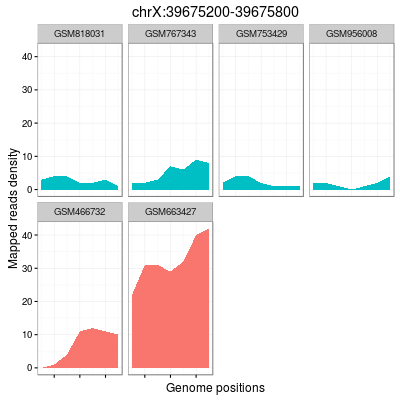 chrX:39675200-39675800
GSM818031 GSM767343 GSM753429 GSM956008
40
30
20
10
0
Mapped reads density
GSM466732 GSM663427
40
30
20
10
0
Genome positions